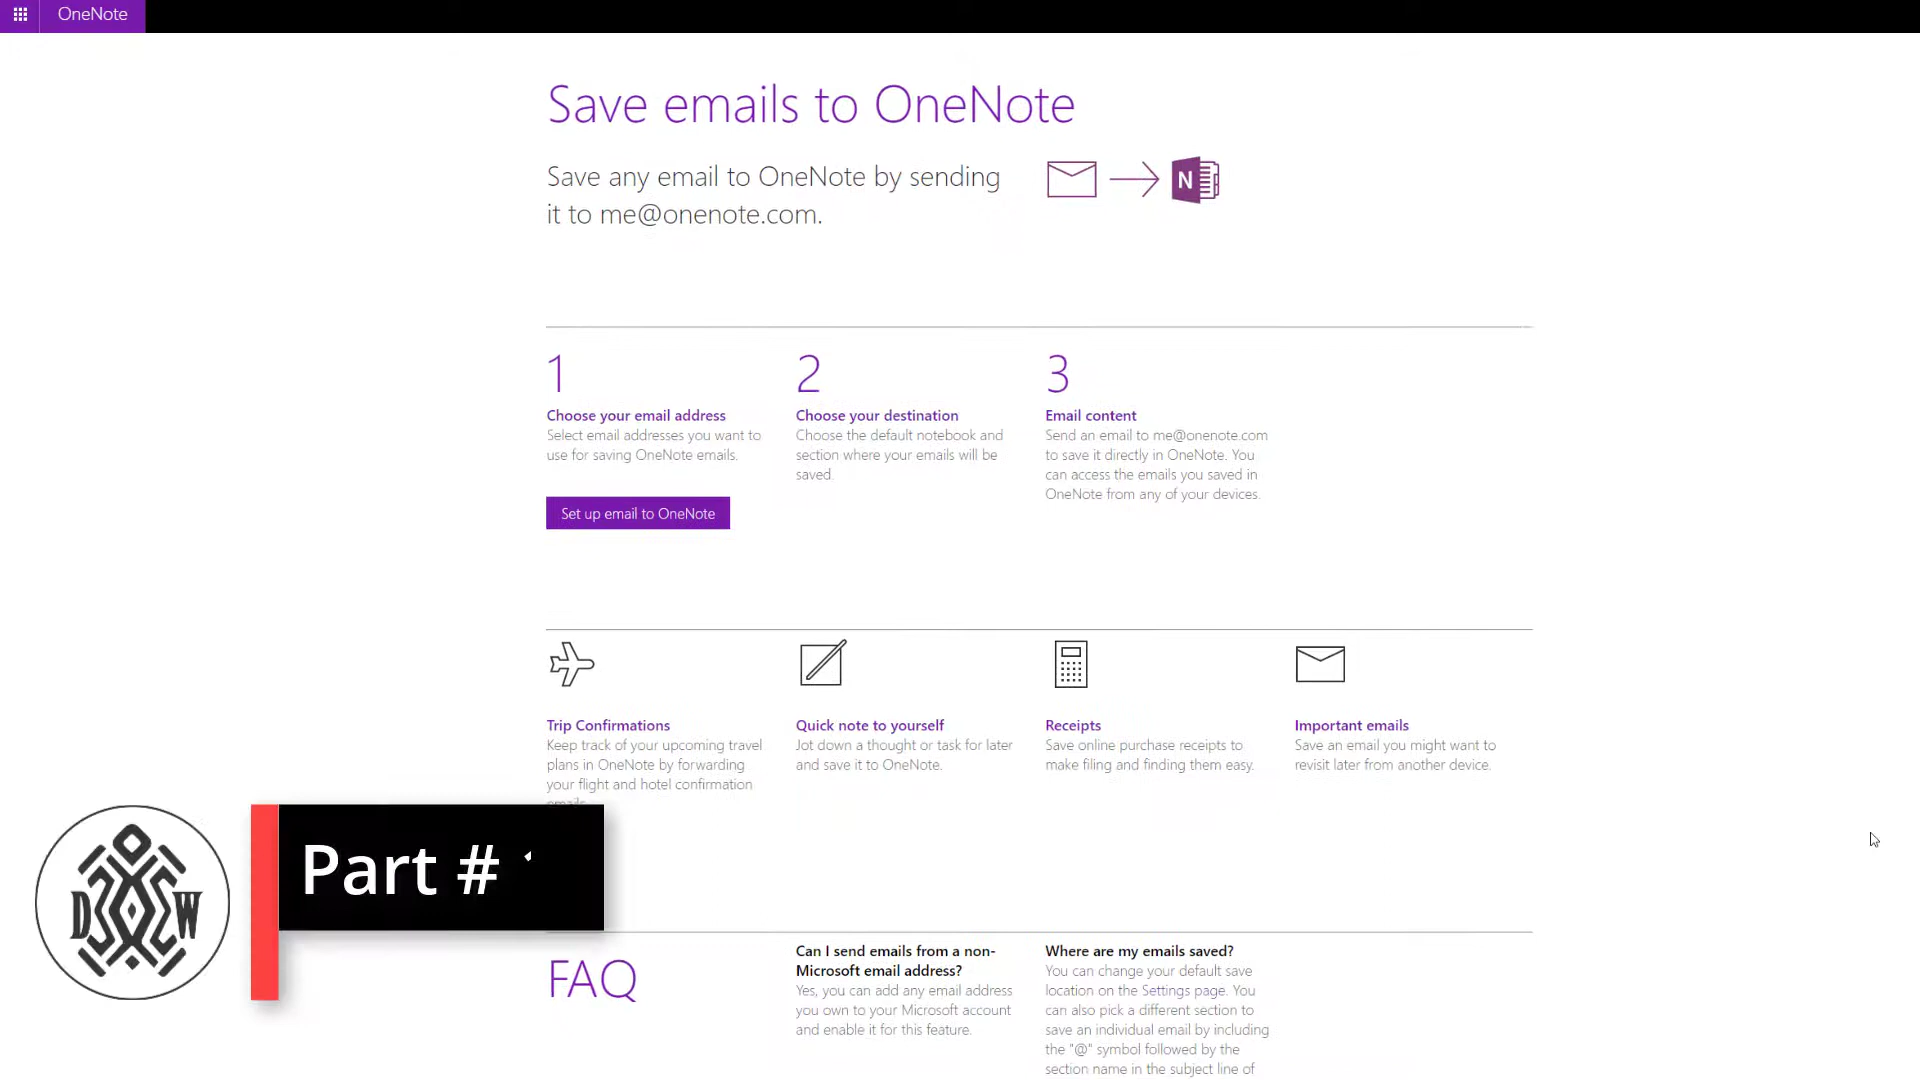 OneNote
Save emails to OneNote
Save any email to OneNote by sending
it to me@onenote.com.
N
1
Choose your email address
Select email addresses you want to
use for saving OneNote emails.
Set up email to OneNote
2
Choose your destination
Choose the default notebook and
section where your emails will be
saved.
3
Email content
Send an email to me@onenote.com
to save it directly in OneNote. You
can access the emails you saved in
OneNote from any of your devices.
Trip Confirmations
Keep track of your upcoming travel
plans in OneNote by forwarding
your flight and hotel confirmation
Quick note to yourself
Jot down a thought or task for later
and save it to OneNote.
Receipts
Save online purchase receipts to
make filing and finding them easy.
Important emails
Save an email you might want to
revisit later from another device.
D W
Part #
FAQ
Can I send emails from a non-
Microsoft email address?
Yes, you can add any email address
you own to your Microsoft account
and enable it for this feature.
Where are my emails saved?
You can change your default save
location on the Settings page. You
can also pick a different section to
save an individual email by including
the "@" symbol followed by the
section name in the subject line of